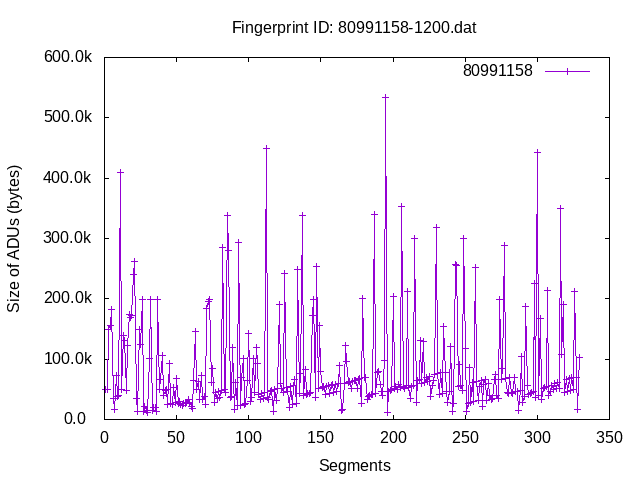 Fingerprint ID: 80991158-1200.dat
80991158
Size of ADUs (bytes)
600.0k
500.0k
400.0k
300.0k
200.0k
100.0k
0.0
0 50 100 150 200 250 300 350
Segments